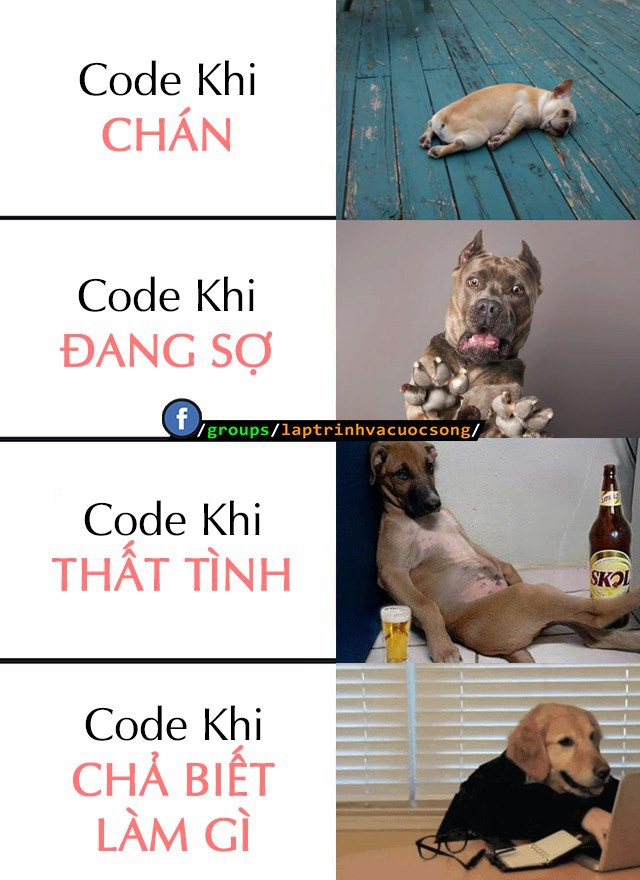 Code Khi
CHÁN
Code Khi
ĐANG SỢ
f/groups/laptrinhvacuocsong/
Code Khi
THẤT TÌNH
SKOL
Code Khi
CHẢ BIẾT
LÀM GÌ